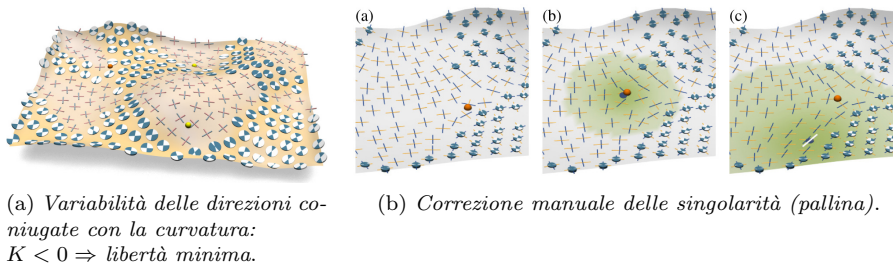 (a)
(b)
(c)
(a) Variabilità delle direzioni co-
niugate con la curvatura:
K < 0 ⇒ libertà minima.
(b) Correzione manuale delle singolarità (pallina).